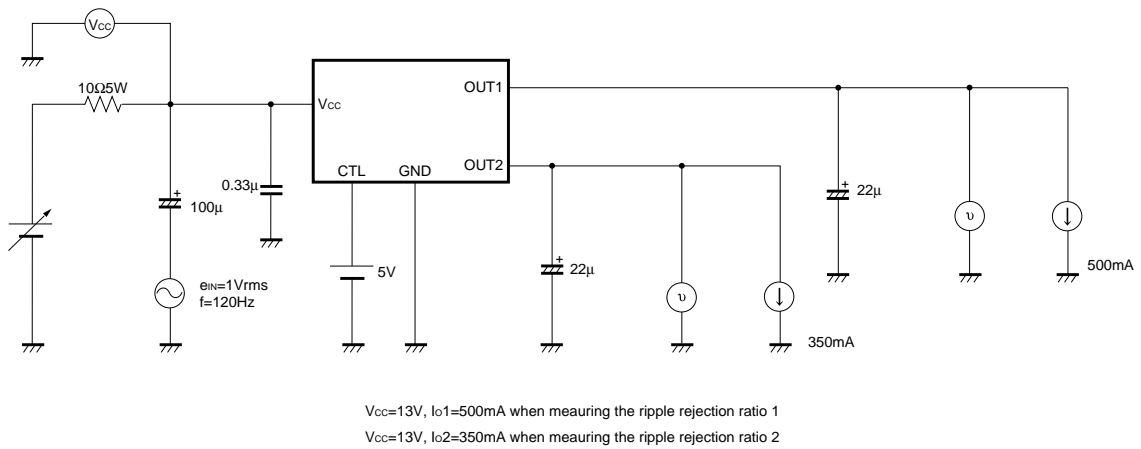 Vcc
10Ω5W
Vcc
OUT1
OUT2
CTL
GND
0.33μ
100μ
22μ
5V
22μ
υ
υ
eIN=1Vrms
f=120Hz
500mA
350mA
Vcc=13V, Io1=500mA when meauring the ripple rejection ratio 1
Vcc=13V, Io2=350mA when meauring the ripple rejection ratio 2